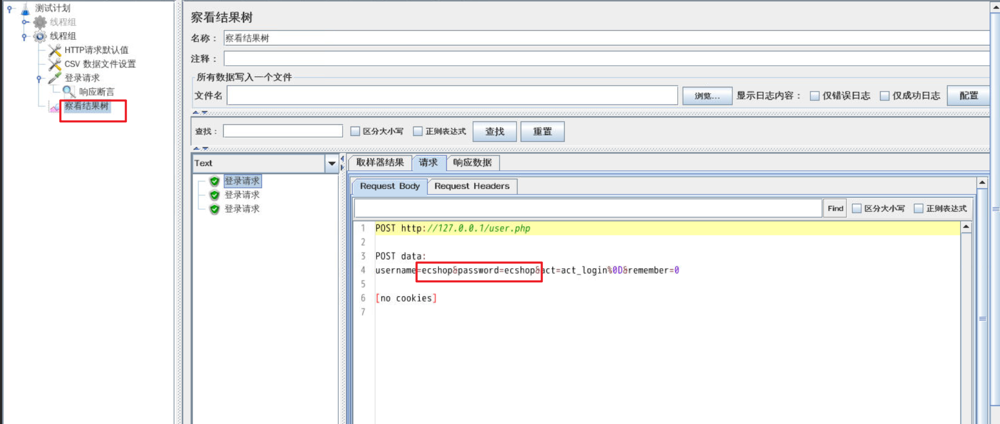 测试计划
线程组
线程组
HTTP请求默认值
CSV 数据文件设置
登录请求
响应断言
察看结果树
察看结果树
名称： 察看结果树
注释：
所有数据写入一个文件
文件名 浏览... 显示日志内容： 仅错误日志 仅成功日志 配置
查找： 区分大小写 正则表达式 查找 重置
Text
登录请求
登录请求
登录请求
取样器结果 请求 响应数据
Request Body Request Headers
Find 区分大小写 正则表达式
1 POST http://127.0.0.1/user.php
2
3 POST data:
4 username=ecshop&password=ecshop&act=act_login%0D&remember=0
5
6 [no cookies]
7